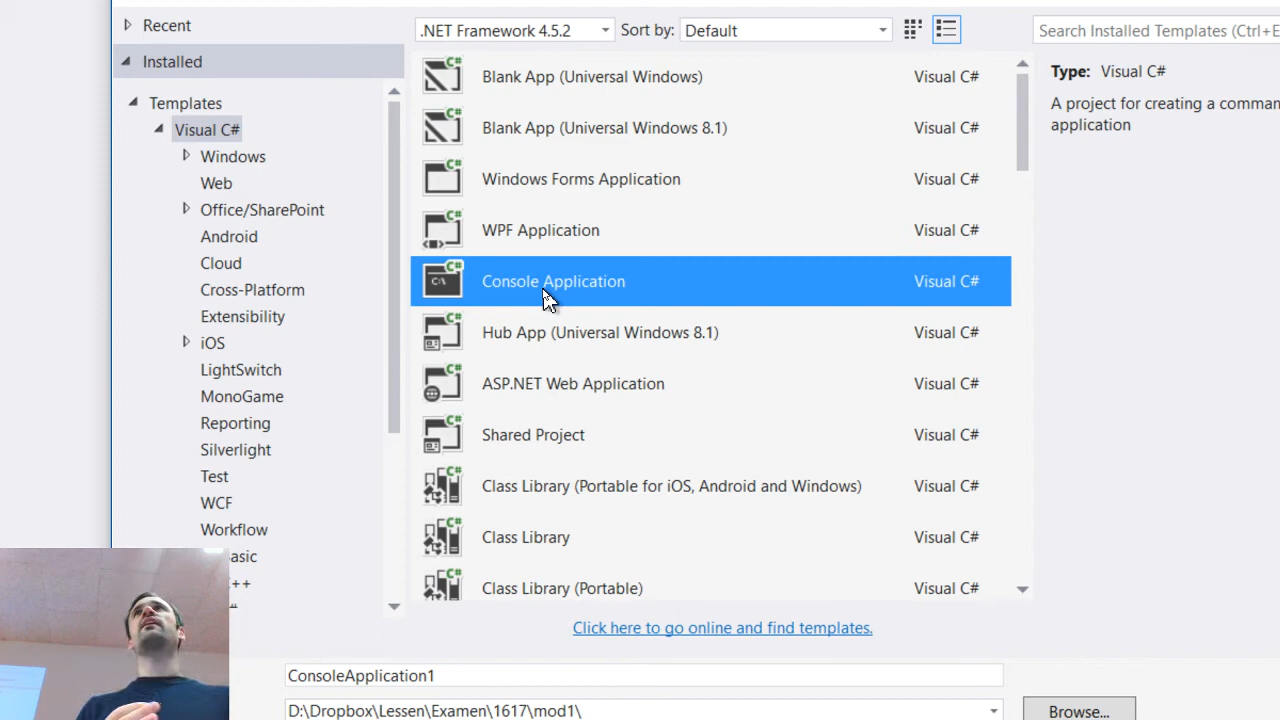 Recent
.NET Framework 4.5.2
Sort by:
Default
Search Installed Templates (Ctrl+E
Installed
Templates
Visual C#
Windows
Web
Office/SharePoint
Android
Cloud
Cross-Platform
Extensibility
iOS
LightSwitch
MonoGame
Reporting
Silverlight
Test
WCF
Workflow
asic
++
Blank App (Universal Windows) Visual C#
Blank App (Universal Windows 8.1) Visual C#
Windows Forms Application Visual C#
WPF Application Visual C#
C:\ Console Application Visual C#
Hub App (Universal Windows 8.1) Visual C#
ASP.NET Web Application Visual C#
Shared Project Visual C#
Class Library (Portable for iOS, Android and Windows) Visual C#
Class Library Visual C#
Class Library (Portable) Visual C#
Type: Visual C#
A project for creating a comma
application
Click here to go online and find templates.
ConsoleApplication1
D:\Dropbox\Lessen\Examen\1617\mod1\
Browse...